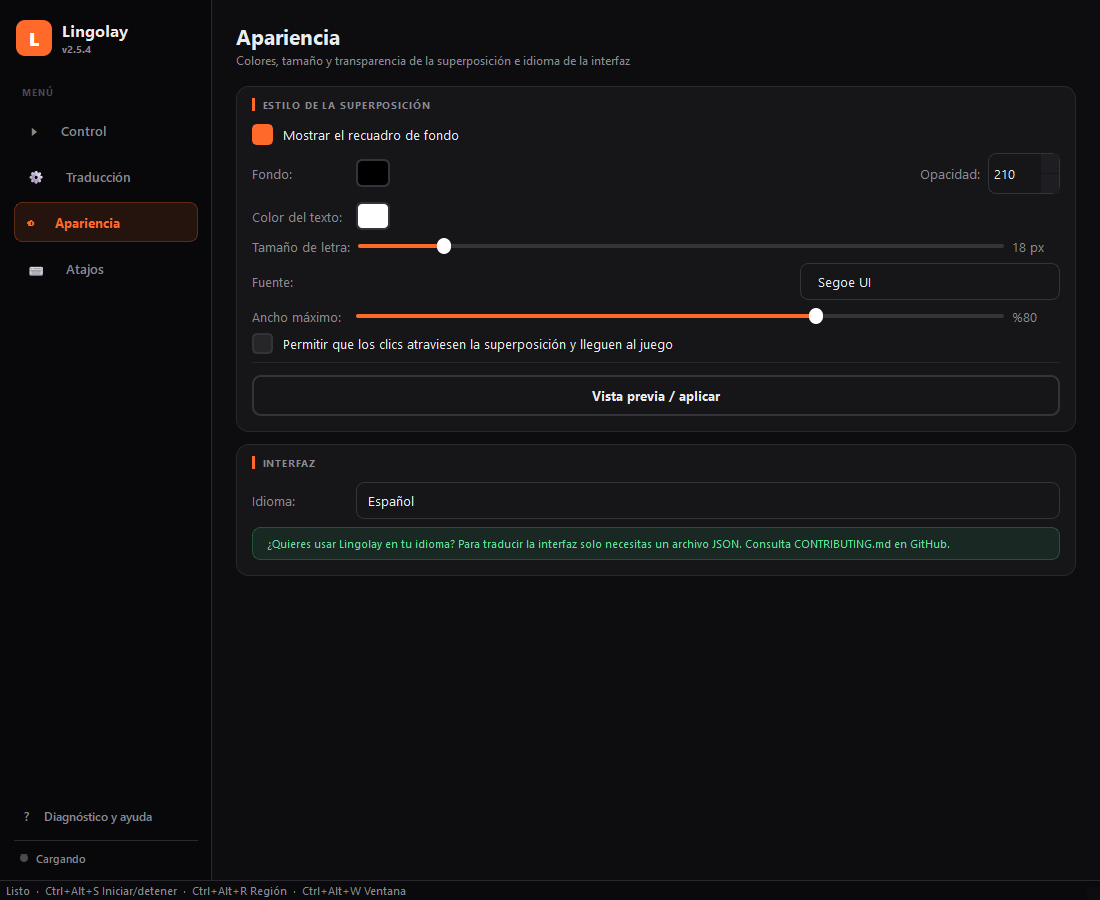 L
Lingolay
v2.5.4
MENÚ
Control
Traducción
Apariencia
Atajos
? Diagnóstico y ayuda
Cargando
Apariencia
Colores, tamaño y transparencia de la superposición e idioma de la interfaz
ESTILO DE LA SUPERPOSICIÓN
Mostrar el recuadro de fondo
Fondo: Opacidad: 210
Color del texto:
Tamaño de letra: 18 px
Fuente: Segoe UI
Ancho máximo: %80
Permitir que los clics atraviesen la superposición y lleguen al juego
Vista previa / aplicar
INTERFAZ
Idioma: Español
¿Quieres usar Lingolay en tu idioma? Para traducir la interfaz solo necesitas un archivo JSON. Consulta CONTRIBUTING.md en GitHub.
Listo · Ctrl+Alt+S Iniciar/detener · Ctrl+Alt+R Región · Ctrl+Alt+W Ventana